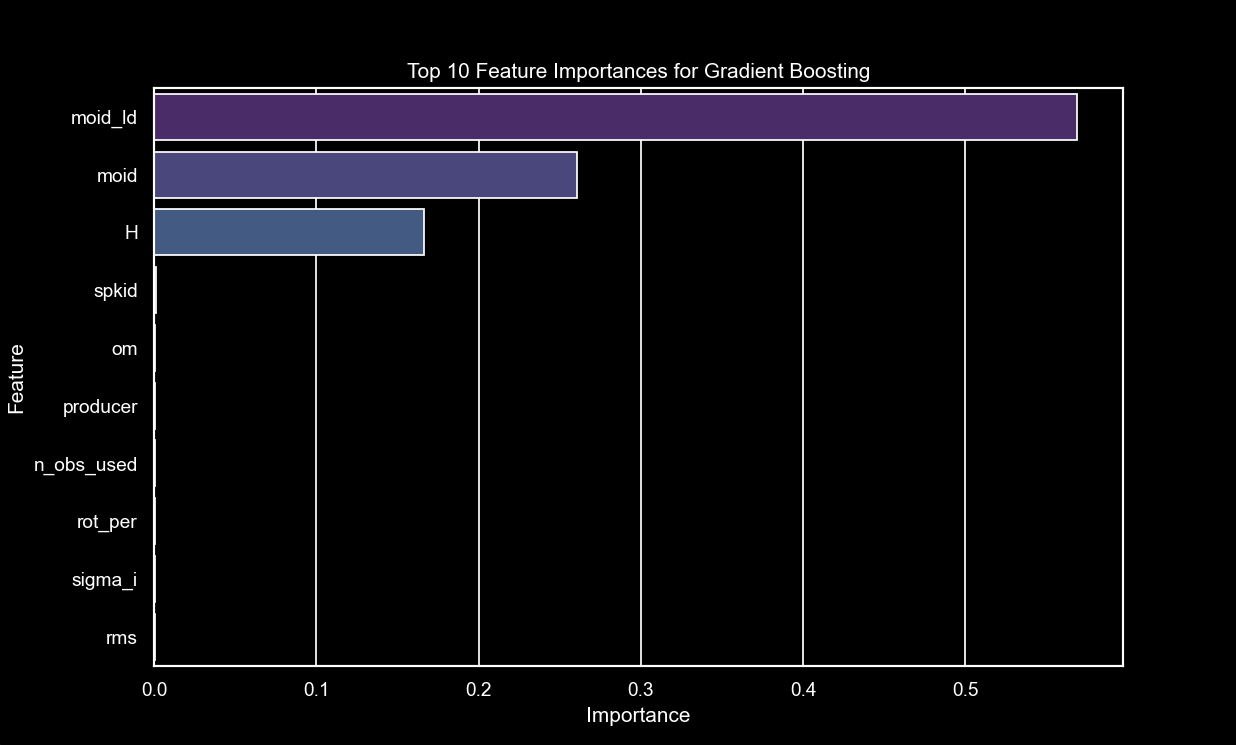 Top 10 Feature Importances for Gradient Boosting
moid_ld
moid
H
spkid
om
producer
n_obs_used
rot_per
sigma_i
rms
Feature
0.0 0.1 0.2 0.3 0.4 0.5
Importance